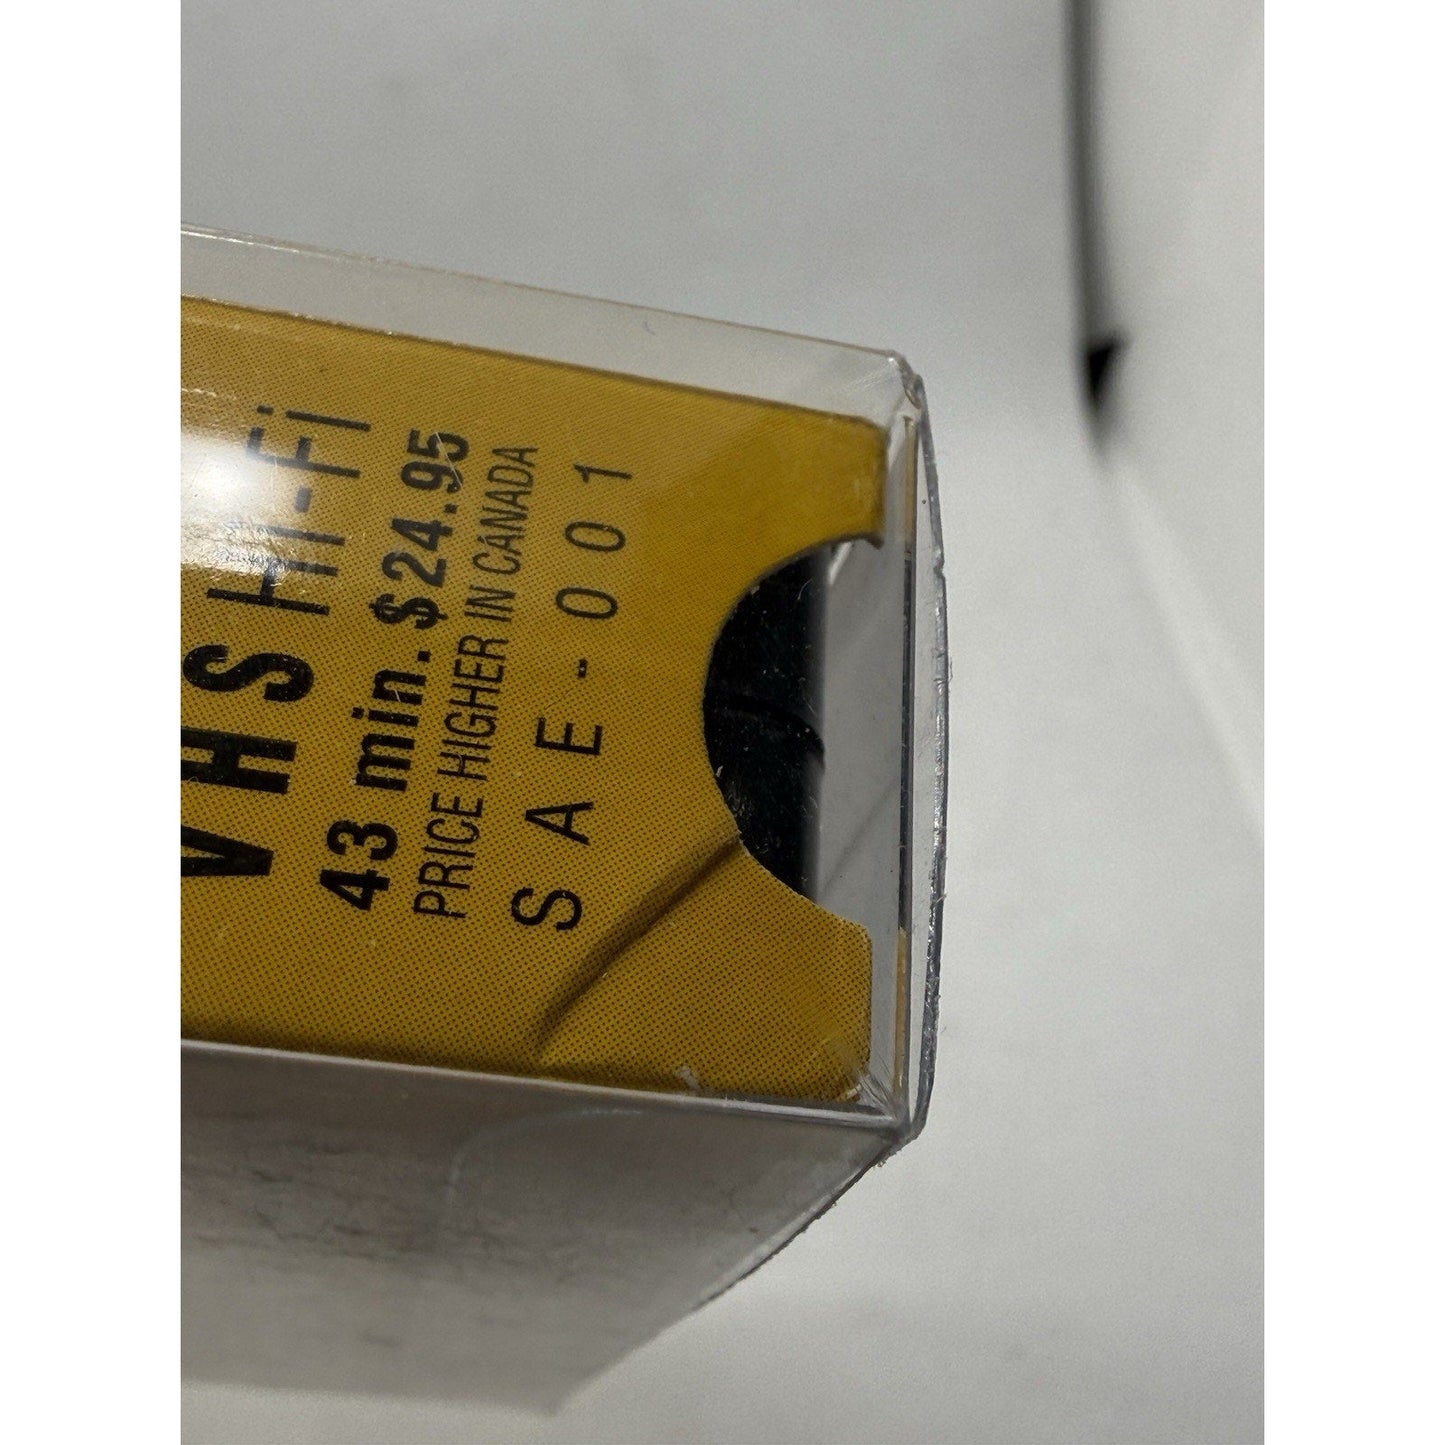 VHS Hi-Fi
43 min. $24.95
PRICE HIGHER IN CANADA
SAE-001